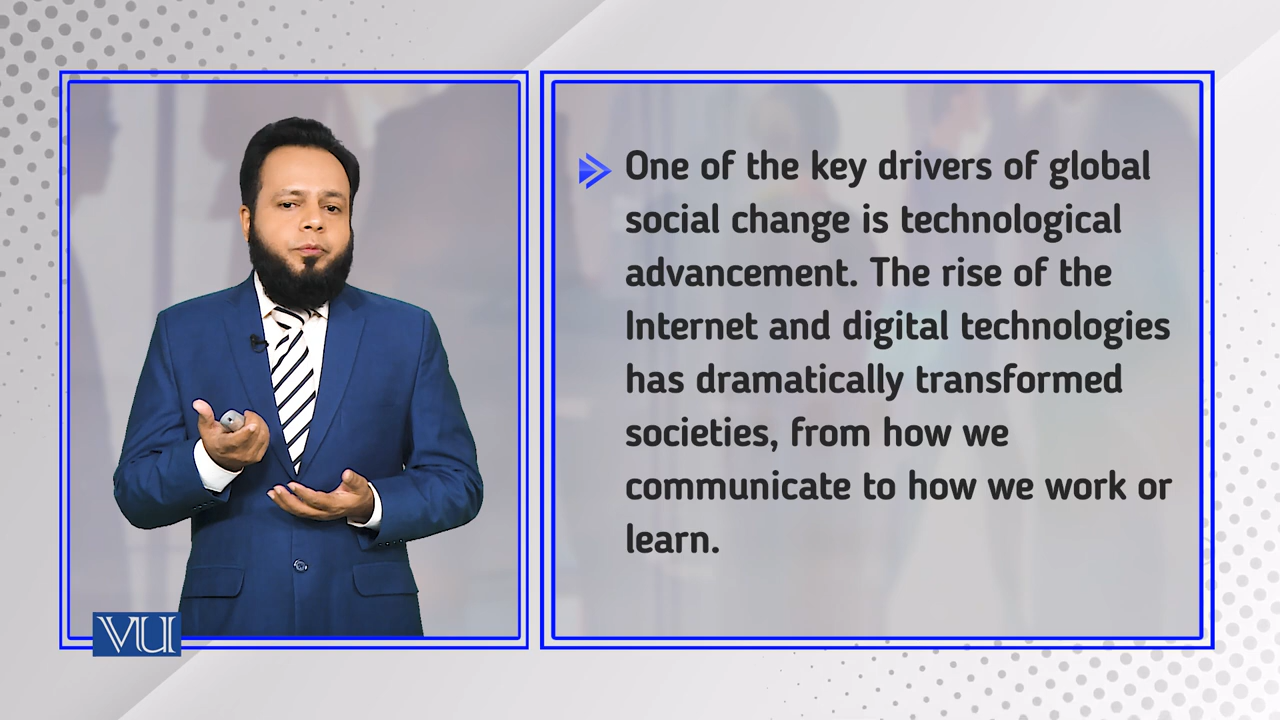 One of the key drivers of global
social change is technological
advancement. The rise of the
Internet and digital technologies
has dramatically transformed
societies, from how we
communicate to how we work or
learn.
VU